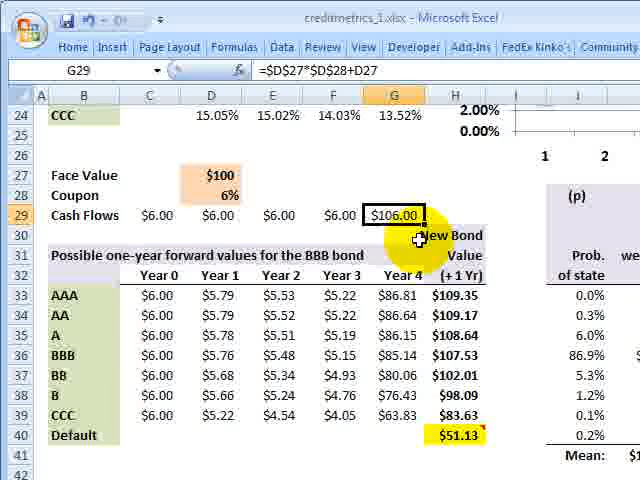 creditmetrics_1.xlsx - Microsoft Excel
Home Insert Page Layout Formulas Data Review View Developer Add-Ins FedEx Kinko's Community
G29 fx =$D$27*$D$28+D27
A B C D E F G H I J
24 CCC 15.05% 15.02% 14.03% 13.52% 2.00%
25 0.00%
26 1 2
27 Face Value $100
28 Coupon 6% (p)
29 Cash Flows $6.00 $6.00 $6.00 $6.00 $106.00
30 New Bond
31 Possible one-year forward values for the BBB bond Value Prob. we
32 Year 0 Year 1 Year 2 Year 3 Year 4 (+ 1 Yr) of state
33 AAA $6.00 $5.79 $5.53 $5.22 $86.81 $109.35 0.0%
34 AA $6.00 $5.79 $5.52 $5.22 $86.64 $109.17 0.3%
35 A $6.00 $5.78 $5.51 $5.19 $86.15 $108.64 6.0%
36 BBB $6.00 $5.76 $5.48 $5.15 $85.14 $107.53 86.9% $
37 BB $6.00 $5.68 $5.34 $4.93 $80.06 $102.01 5.3%
38 B $6.00 $5.66 $5.24 $4.76 $76.43 $98.09 1.2%
39 CCC $6.00 $5.22 $4.54 $4.05 $63.83 $83.63 0.1%
40 Default $51.13 0.2%
41 Mean: $1
42